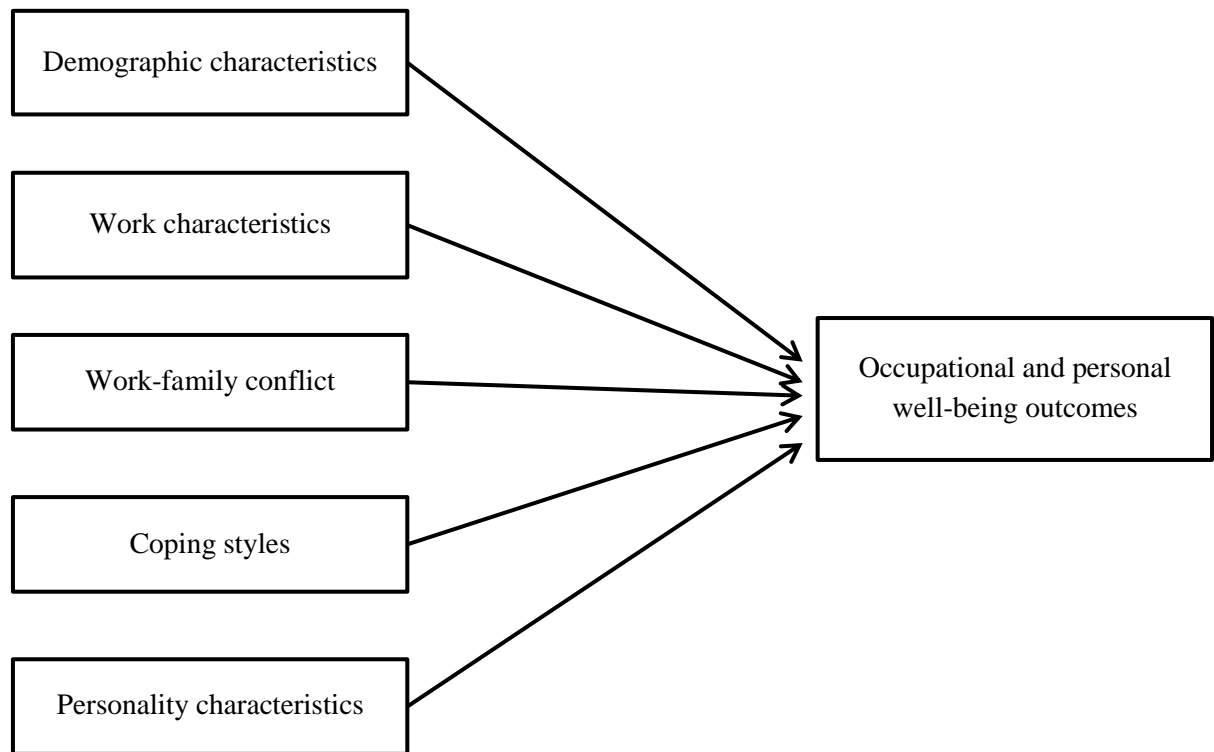 Demographic characteristics
Work characteristics
Work-family conflict
Coping styles
Personality characteristics
Occupational and personal
well-being outcomes